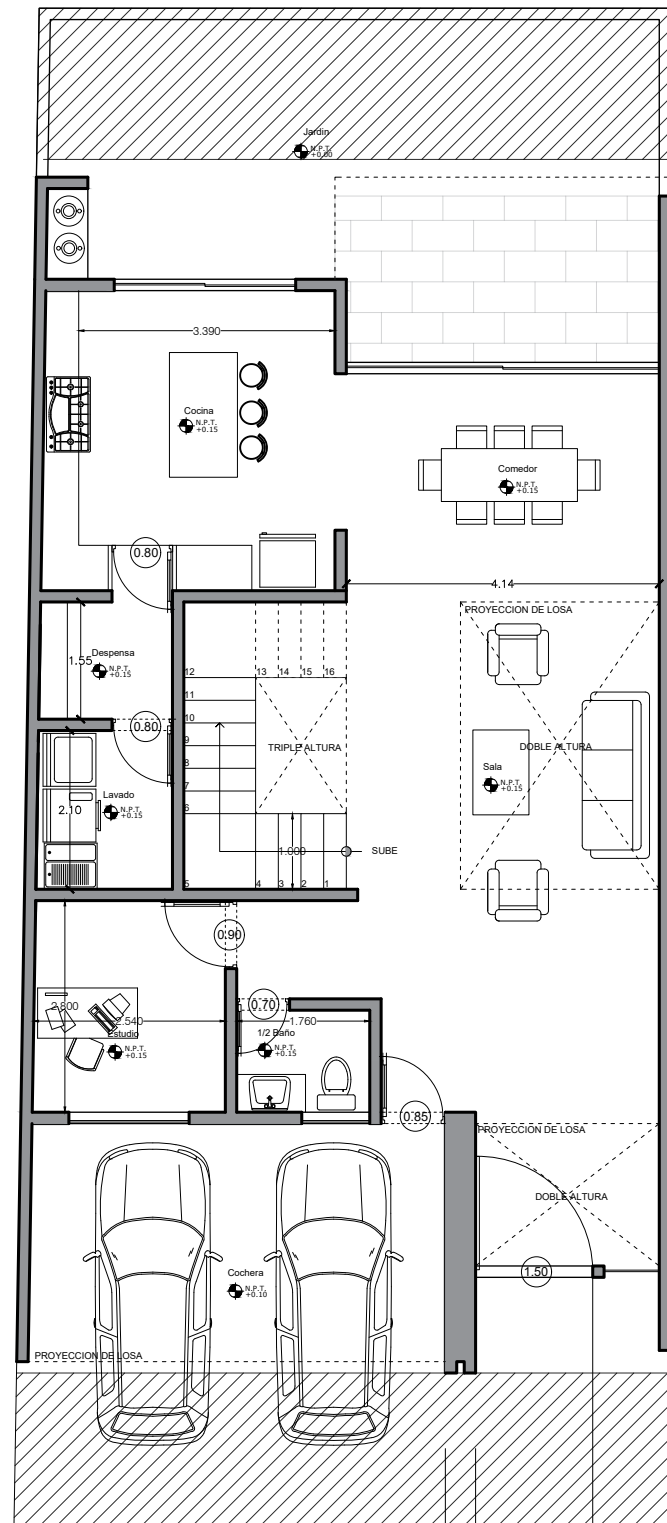 Jardin
N.P.T.
+0.00
3.390
Cocina
N.P.T.
+0.15
Comedor
N.P.T.
+0.15
0.80
4.14
PROYECCION DE LOSA
Despensa
1.55
N.P.T.
+0.15
12
13
14
15
16
11
10
9
8
7
6
TRIPLE ALTURA
DOBLE ALTURA
0.80
Sala
N.P.T.
+0.15
Lavado
2.10
N.P.T.
+0.15
1.000
SUBE
5
4
3
2
1
0.90
2.800
2.540
Estudio
N.P.T.
+0.15
0.70
1.760
1/2 Baño
N.P.T.
+0.15
0.85
PROYECCION DE LOSA
DOBLE ALTURA
1.50
Cochera
N.P.T.
+0.10
PROYECCION DE LOSA